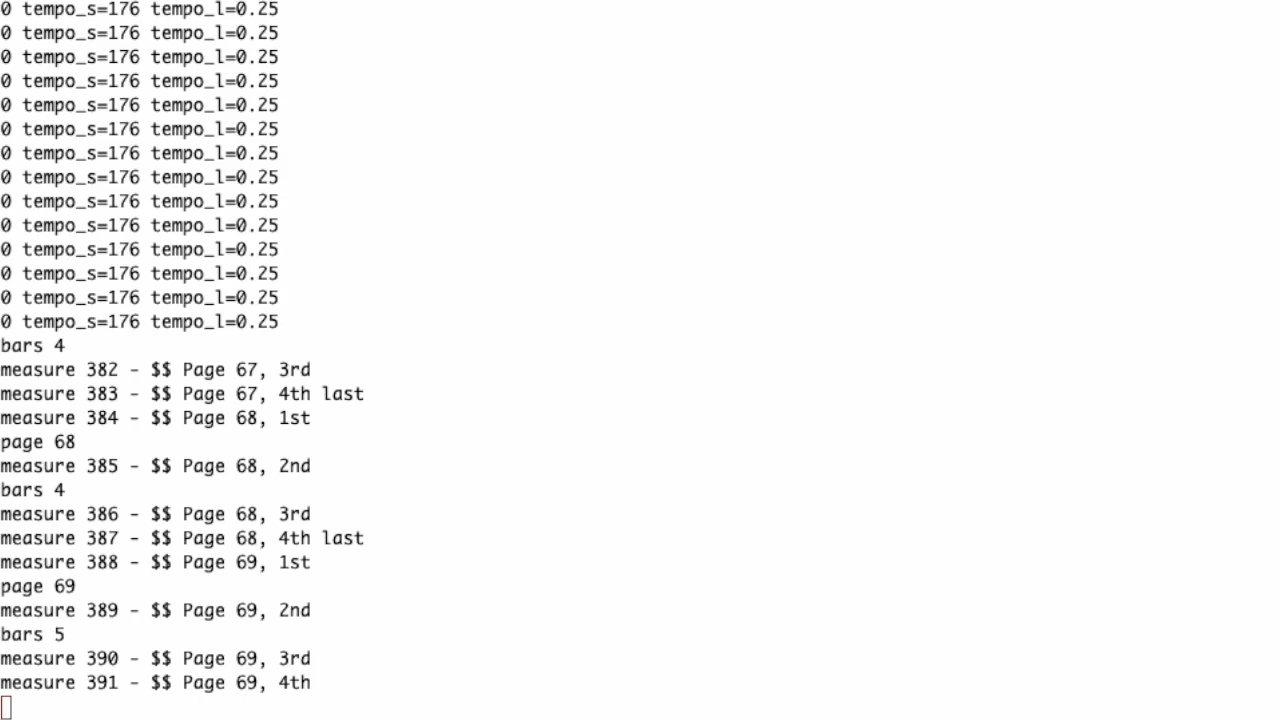 0 tempo_s=176 tempo_l=0.25
0 tempo_s=176 tempo_l=0.25
0 tempo_s=176 tempo_l=0.25
0 tempo_s=176 tempo_l=0.25
0 tempo_s=176 tempo_l=0.25
0 tempo_s=176 tempo_l=0.25
0 tempo_s=176 tempo_l=0.25
0 tempo_s=176 tempo_l=0.25
0 tempo_s=176 tempo_l=0.25
0 tempo_s=176 tempo_l=0.25
0 tempo_s=176 tempo_l=0.25
0 tempo_s=176 tempo_l=0.25
0 tempo_s=176 tempo_l=0.25
0 tempo_s=176 tempo_l=0.25
bars 4
measure 382 - $$ Page 67, 3rd
measure 383 - $$ Page 67, 4th last
measure 384 - $$ Page 68, 1st
page 68
measure 385 - $$ Page 68, 2nd
bars 4
measure 386 - $$ Page 68, 3rd
measure 387 - $$ Page 68, 4th last
measure 388 - $$ Page 69, 1st
page 69
measure 389 - $$ Page 69, 2nd
bars 5
measure 390 - $$ Page 69, 3rd
measure 391 - $$ Page 69, 4th